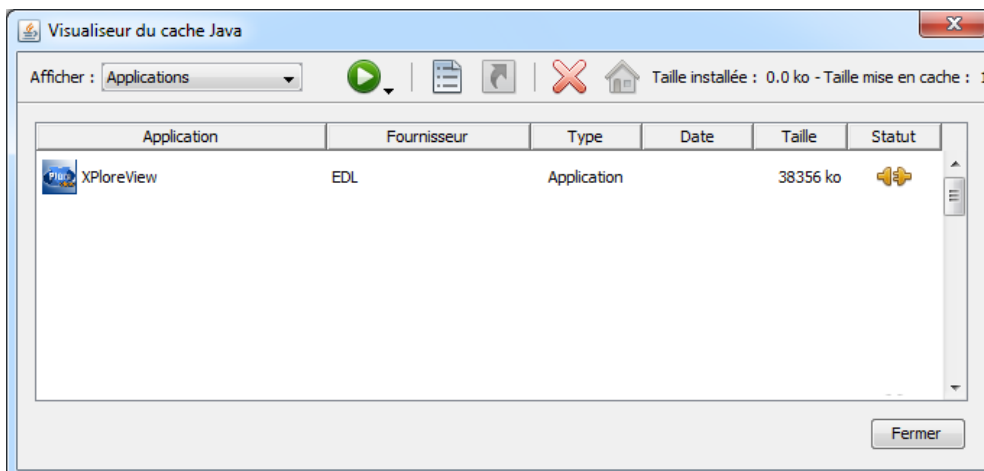 Visualiseur du cache Java
Afficher : Applications Taille installée : 0.0 ko - Taille mise en cache : 1
Application Fournisseur Type Date Taille Statut
XPloreView EDL Application 38356 ko
Fermer